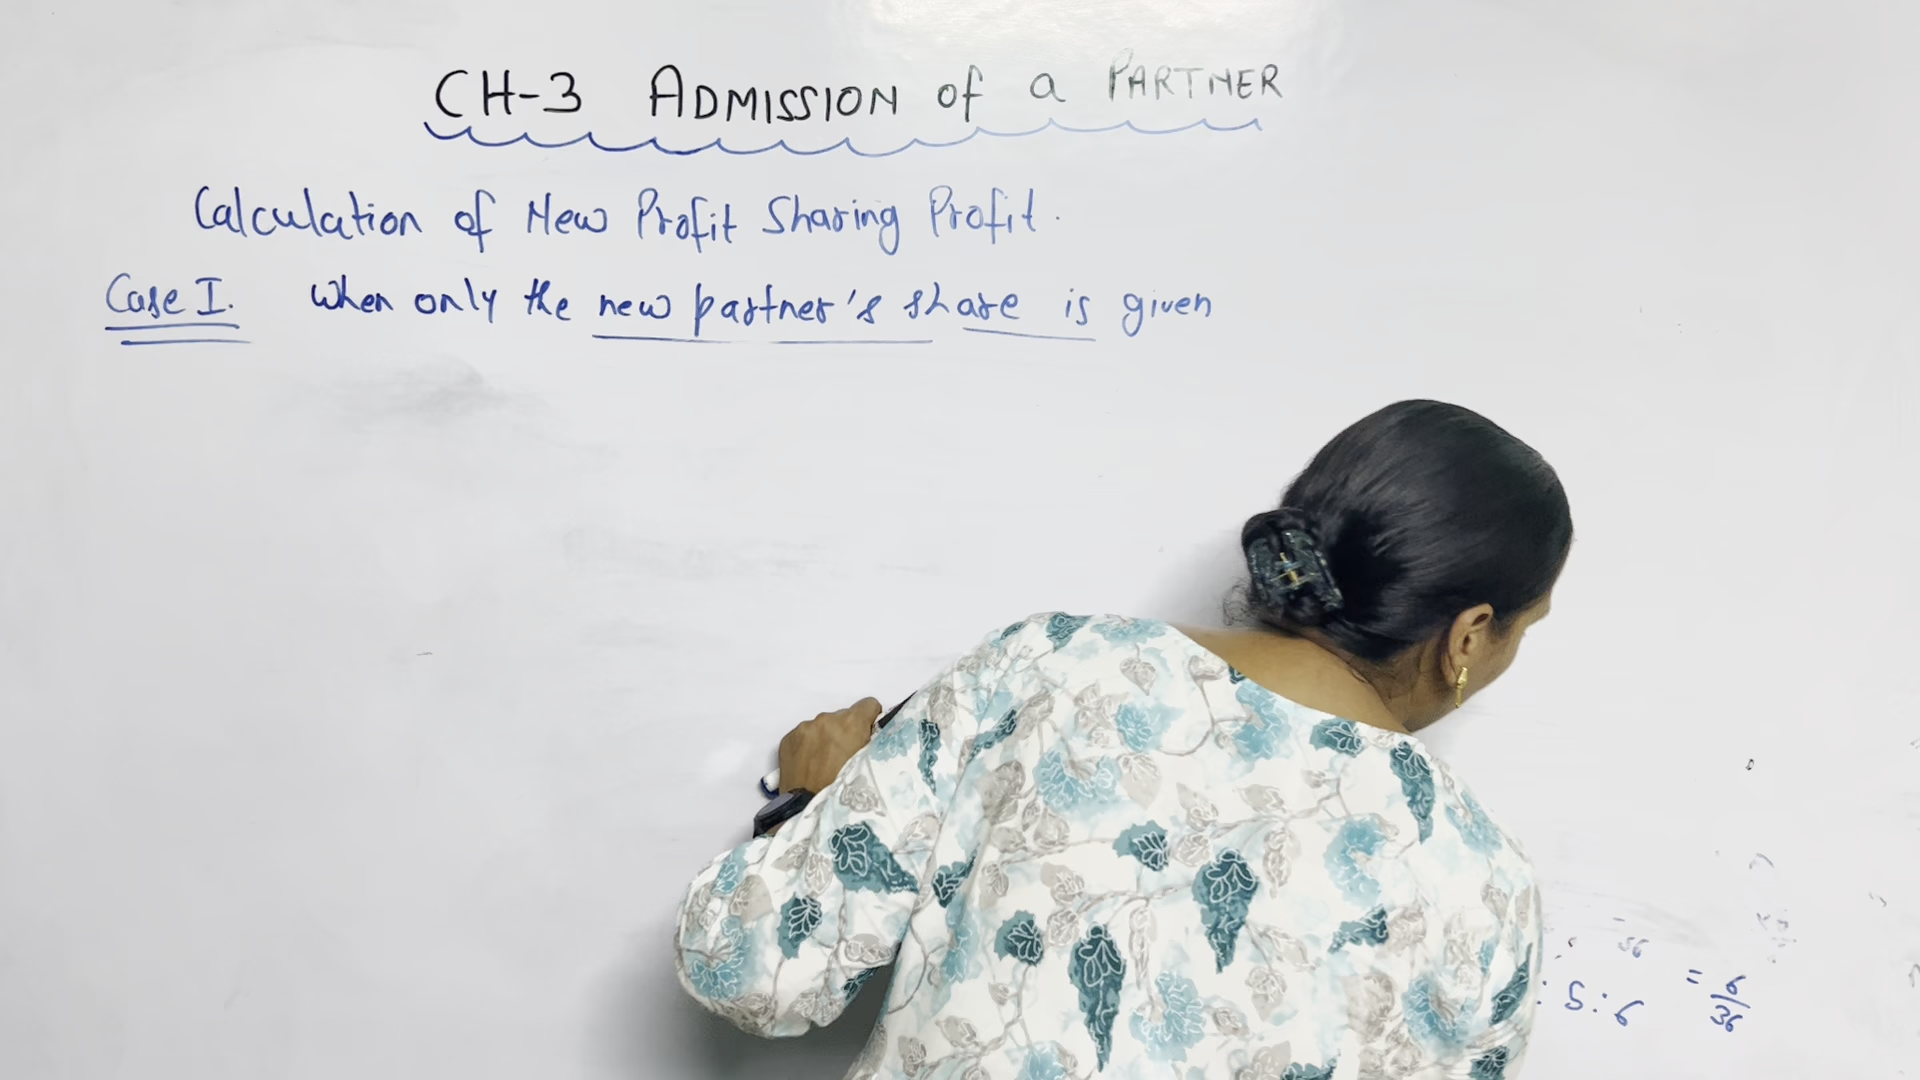 CH-3 ADMISSION of a PARTNER
Calculation of New Profit Sharing Profit.
Case I. When only the new partner's share is given
56
: 5 : 6 = 6/36